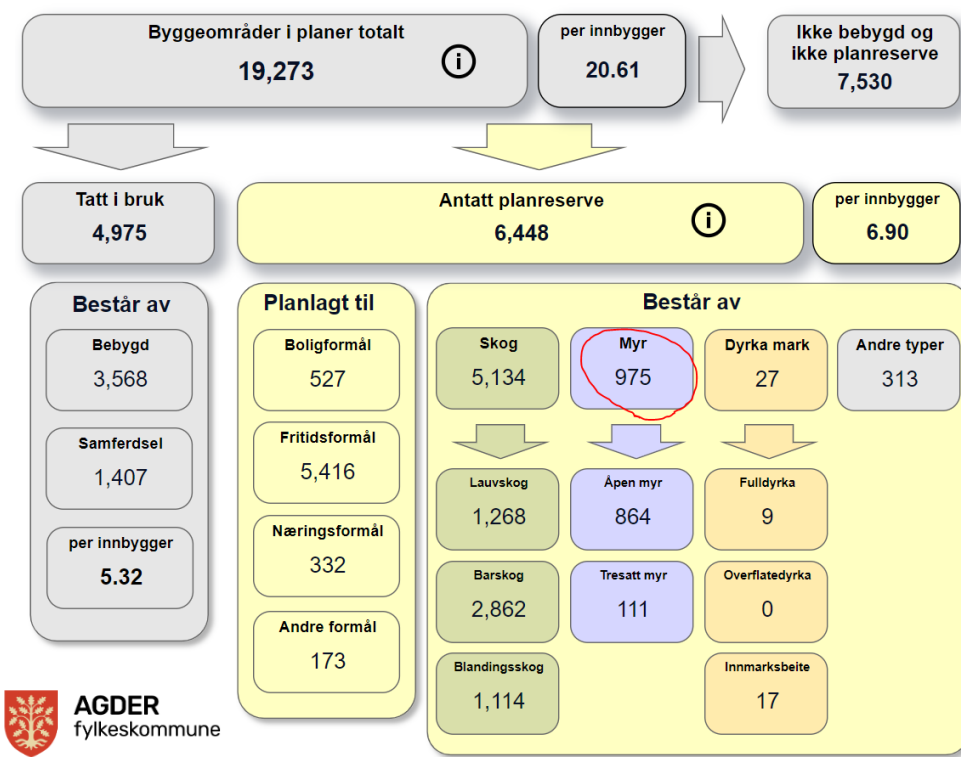 Byggeområder i planer totalt
19,273
i
per innbygger
20.61
Ikke bebygd og
ikke planreserve
7,530
Tatt i bruk
4,975
Antatt planreserve
6,448
i
per innbygger
6.90
Består av
Bebygd
3,568
Samferdsel
1,407
per innbygger
5.32
Planlagt til
Boligformål
527
Fritidsformål
5,416
Næringsformål
332
Andre formål
173
Består av
Skog
5,134
Myr
975
Dyrka mark
27
Andre typer
313
Lauvskog
1,268
Åpen myr
864
Fulldyrka
9
Barskog
2,862
Tresatt myr
111
Overflatedyrka
0
Blandingsskog
1,114
Innmarksbeite
17
AGDER
fylkeskommune